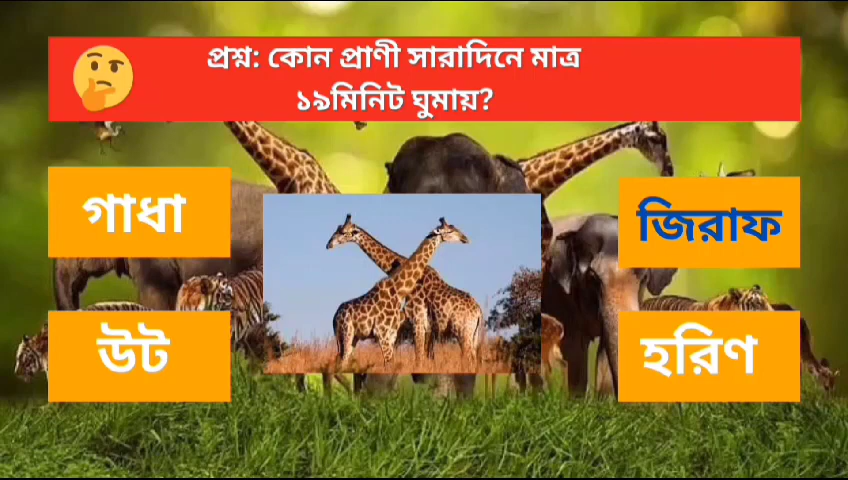 প্রশ্ন: কোন প্রাণী সারাদিনে মাত্র
১৯মিনিট ঘুমায়?
গাধা
জিরাফ
উট
হরিণ